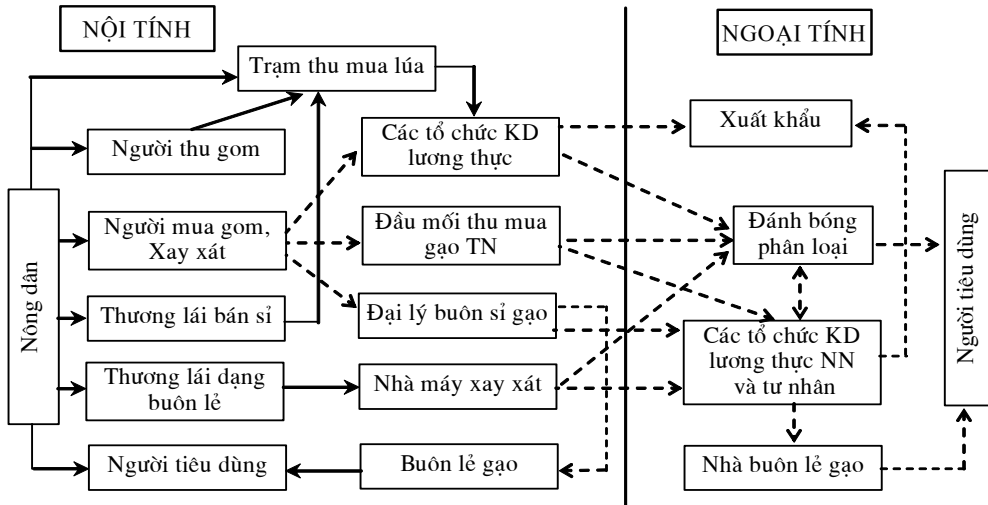 NỘI TÍNH
NGOẠI TÍNH
Trạm thu mua lúa
Người thu gom
Các tổ chức KD
lương thực
Xuất khẩu
Nông dân
Người mua gom,
Xay xát
Đầu mối thu mua
gạo TN
Đánh bóng
phân loại
Người tiêu dùng
Thương lái bán sỉ
Đại lý buôn sỉ gạo
Các tổ chức KD
lương thực NN
và tư nhân
Thương lái dạng
buôn lẻ
Nhà máy xay xát
Người tiêu dùng
Buôn lẻ gạo
Nhà buôn lẻ gạo